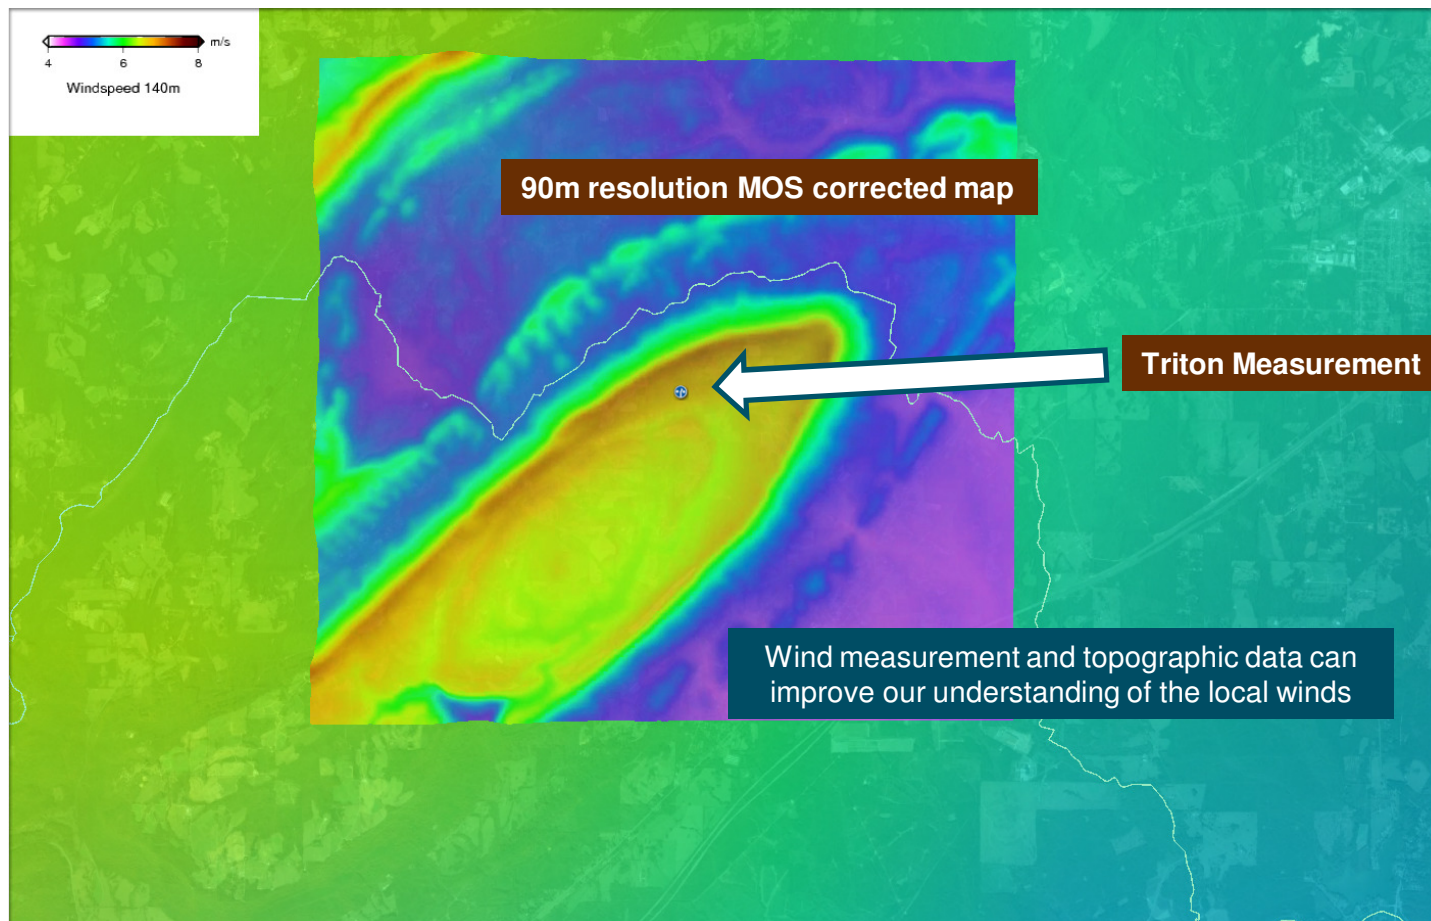 m/s
4 6 8
Windspeed 140m
90m resolution MOS corrected map
Triton Measurement
Wind measurement and topographic data can
improve our understanding of the local winds